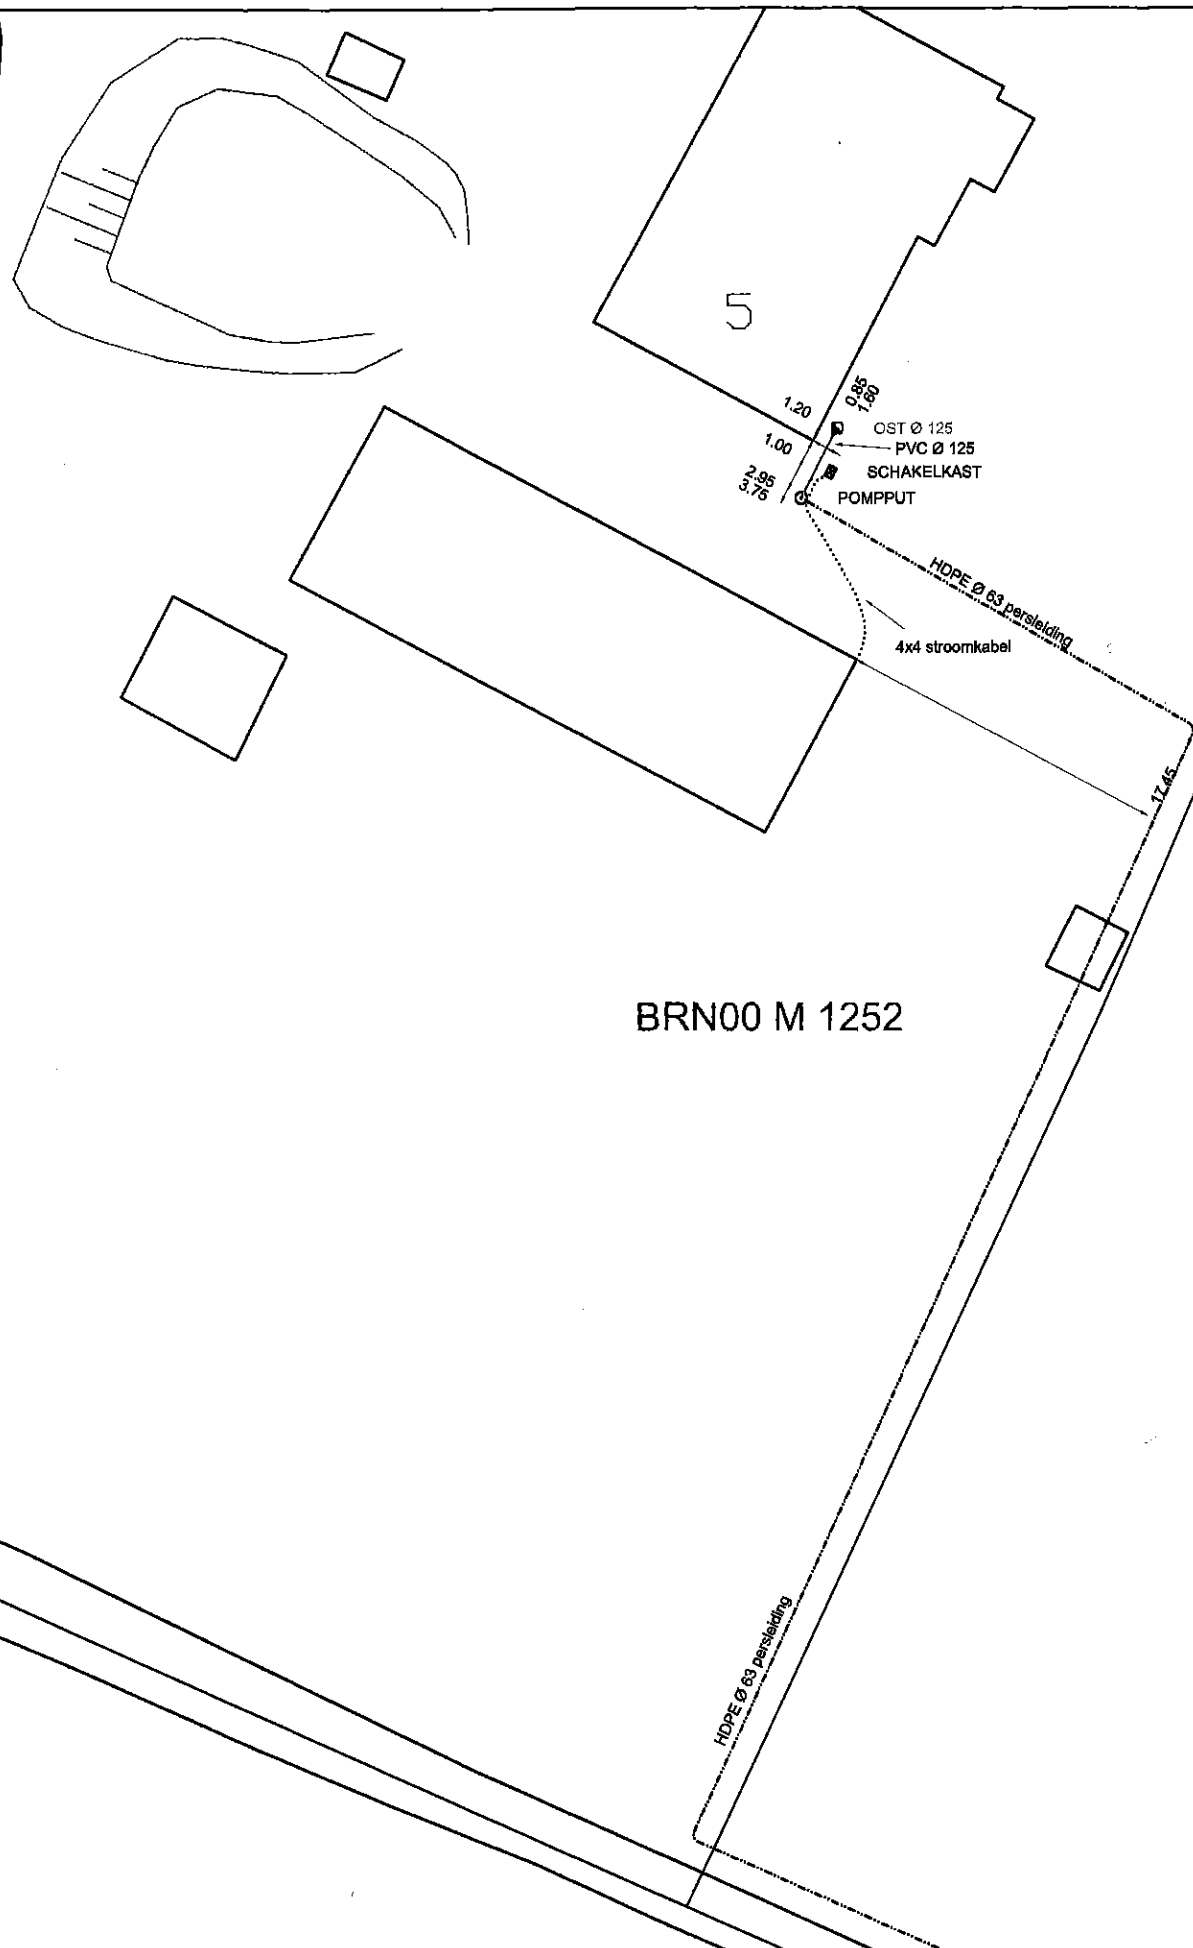 5
0.85
1.60
1.20
OST Ø 125
1.00
PVC Ø 125
SCHAKELKAST
2.95
3.75
POMPPUT
HDPE Ø 63 persleiding
4x4 stroomkabel
17.45
BRN00 M 1252
HDPE Ø 63 persleiding